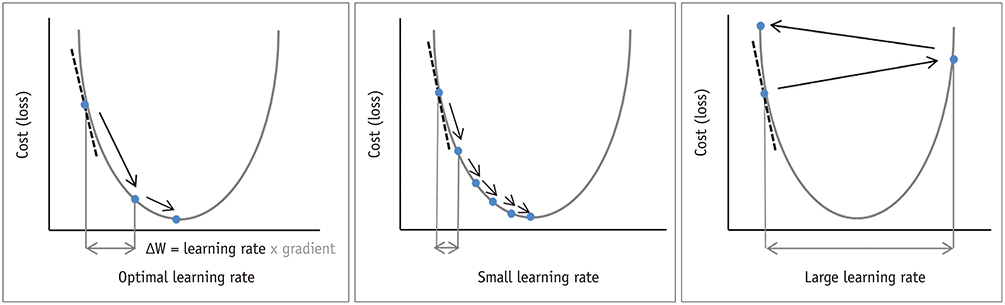 Cost (loss)
ΔW = learning rate x gradient
Optimal learning rate
Cost (loss)
Small learning rate
Cost (loss)
Large learning rate